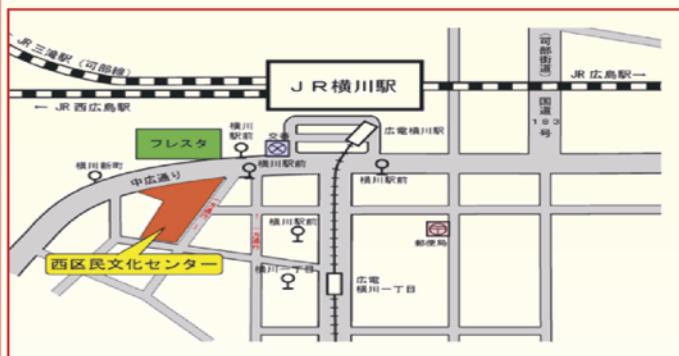 JR三滝駅(可部線)
← JR西広島駅
JR横川駅
JR広島駅→
(可部街道)
国道183号
フレスタ
横川
駅前
交番
広電横川駅
横川駅前
横川駅前
横川新町
中広通り
横川駅前
郵便局
西区民文化センター
横川一丁目
広電
横川一丁目